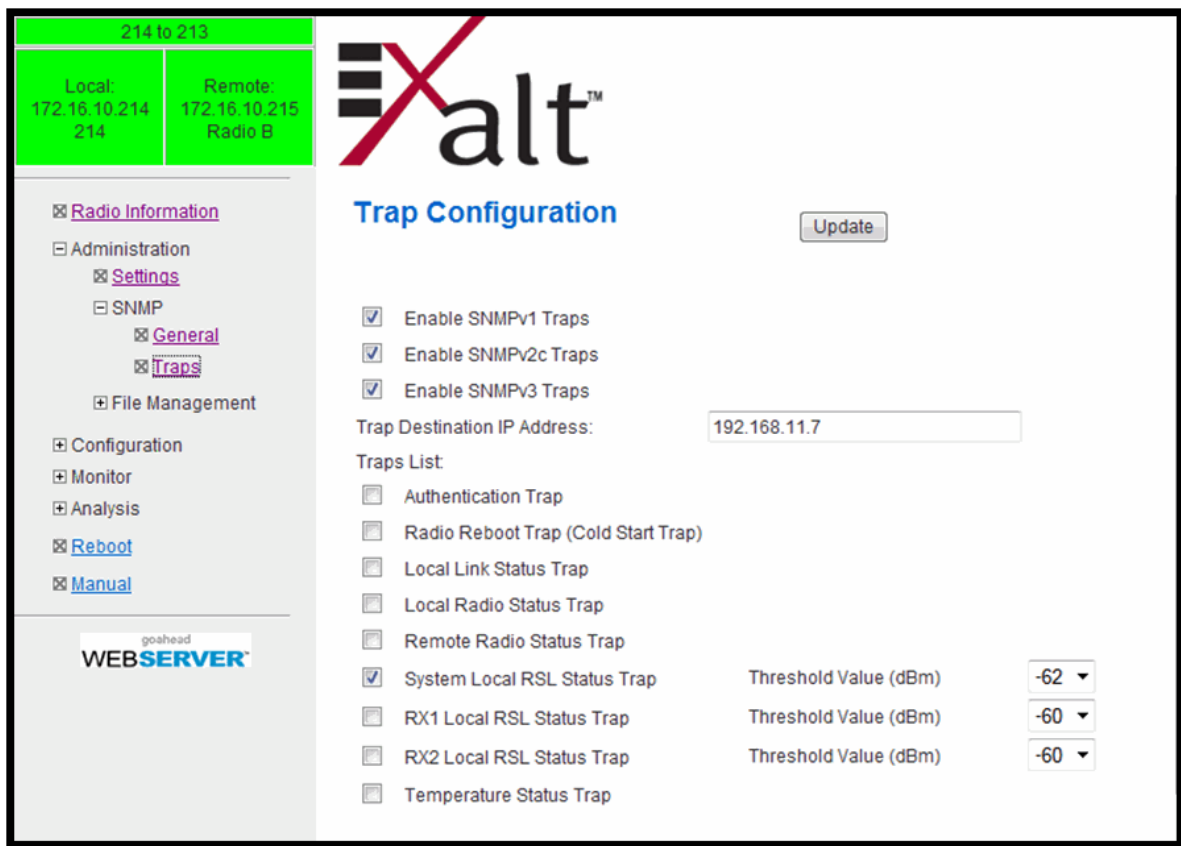 214 to 213
Local:
172.16.10.214
214
Remote:
172.16.10.215
Radio B
Exalt™
Radio Information
Administration
Settings
SNMP
General
Traps
File Management
Configuration
Monitor
Analysis
Reboot
Manual
goahead
WEBSERVER™
Trap Configuration
Update
Enable SNMPv1 Traps
Enable SNMPv2c Traps
Enable SNMPv3 Traps
Trap Destination IP Address: 192.168.11.7
Traps List:
Authentication Trap
Radio Reboot Trap (Cold Start Trap)
Local Link Status Trap
Local Radio Status Trap
Remote Radio Status Trap
System Local RSL Status Trap Threshold Value (dBm) -62
RX1 Local RSL Status Trap Threshold Value (dBm) -60
RX2 Local RSL Status Trap Threshold Value (dBm) -60
Temperature Status Trap